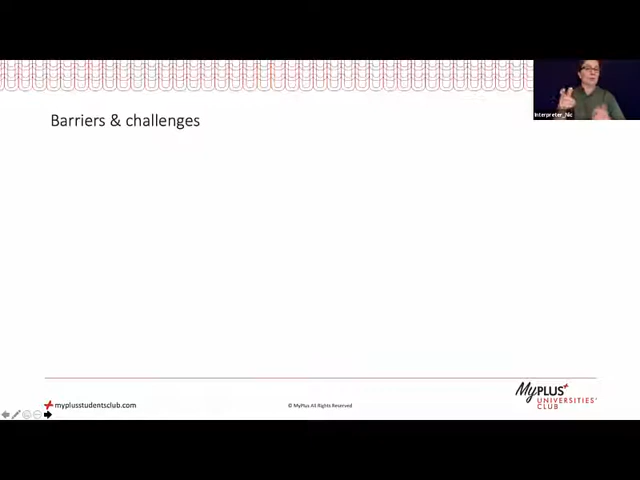 Interpreter_Nic
Barriers & challenges
myplusstudentsclub.com
© MyPlus All Rights Reserved
MyPLUS+
UNIVERSITIES'
CLUB